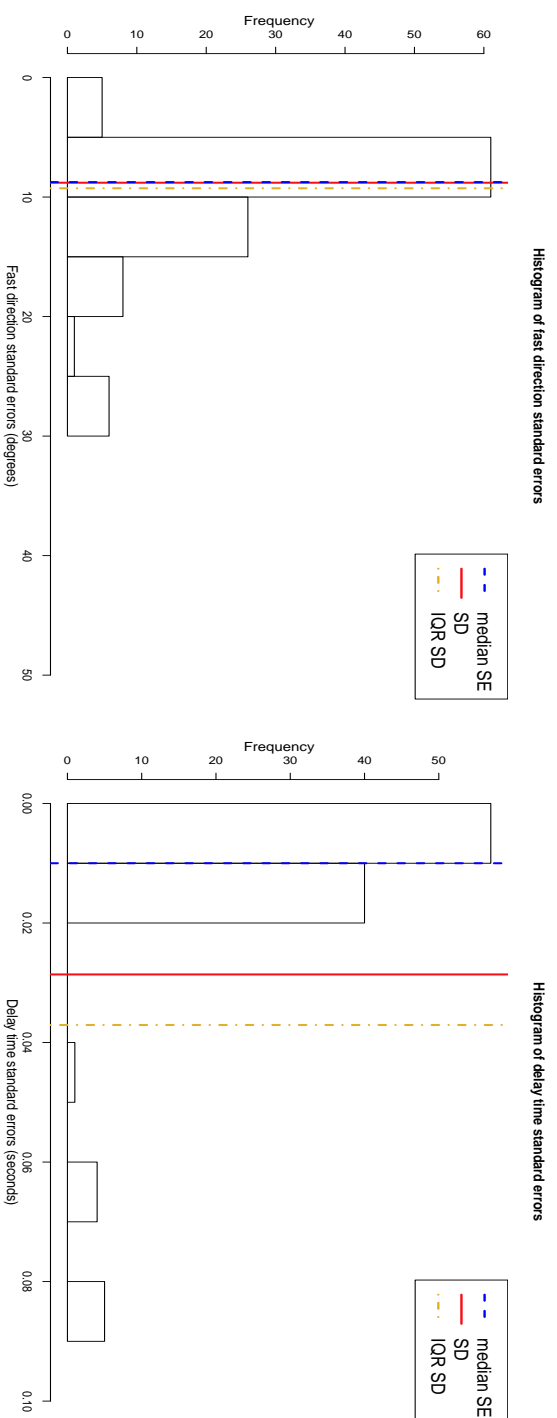 Histogram of fast direction standard errors
Frequency
0 10 20 30 40 50 60
0 10 20 30 40 50
Fast direction standard errors (degrees)
median SE
SD
IQR SD
Histogram of delay time standard errors
Frequency
0 10 20 30 40 50
0.00 0.02 0.04 0.06 0.08 0.10
Delay time standard errors (seconds)
median SE
SD
IQR SD